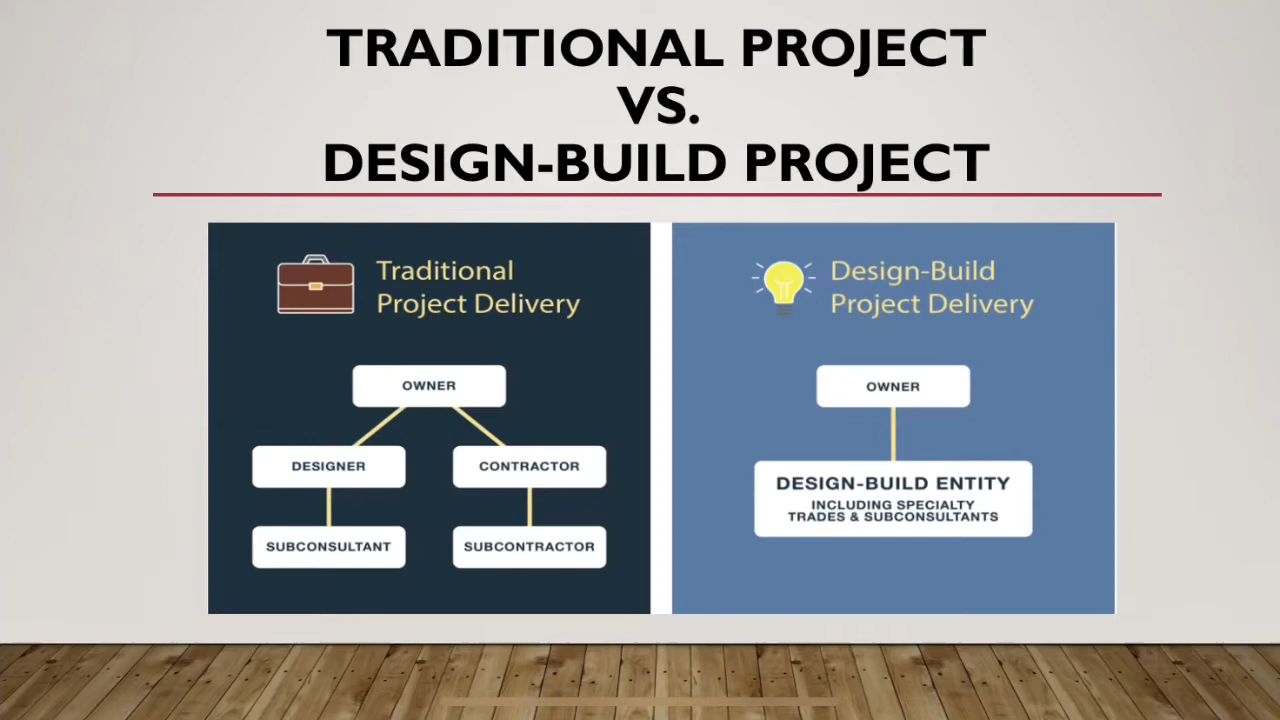 TRADITIONAL PROJECT
VS.
DESIGN-BUILD PROJECT
Traditional
Project Delivery
OWNER
DESIGNER
CONTRACTOR
SUBCONSULTANT
SUBCONTRACTOR
Design-Build
Project Delivery
OWNER
DESIGN-BUILD ENTITY
INCLUDING SPECIALTY
TRADES & SUBCONSULTANTS